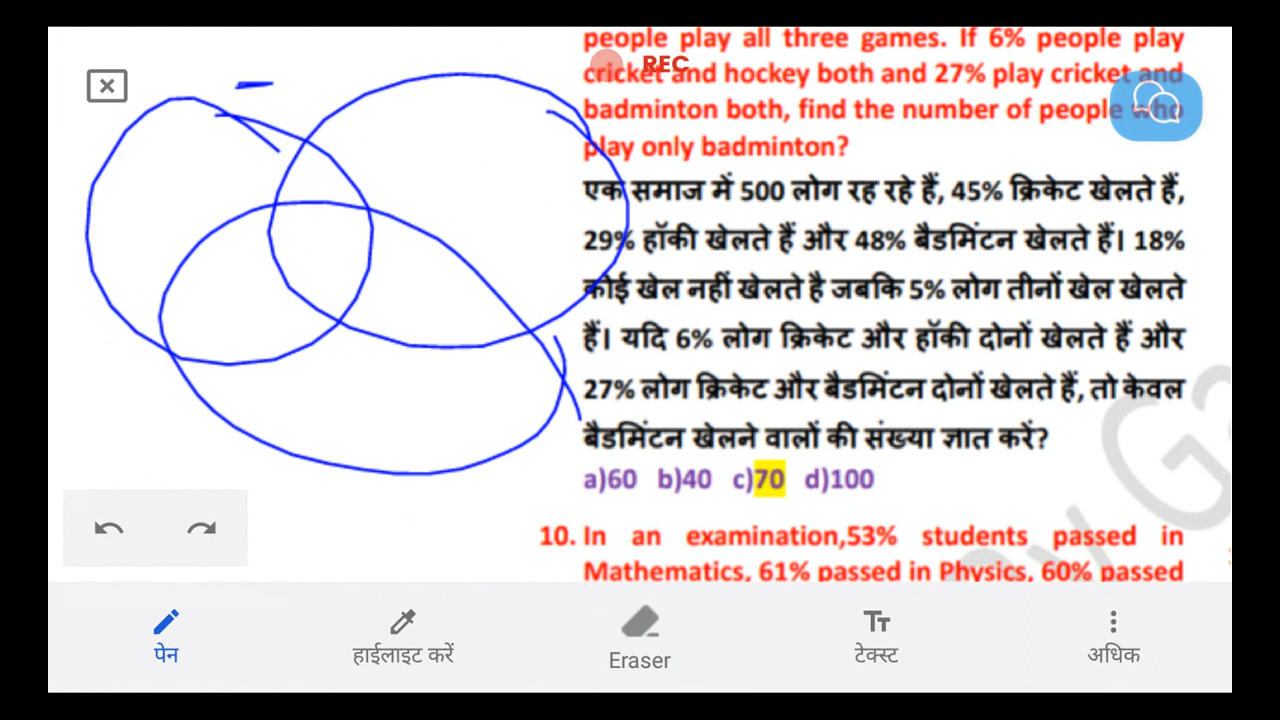 people play all three games. If 6% people play
REC
cricket and hockey both and 27% play cricket and
badminton both, find the number of people who
play only badminton?
एक समाज में 500 लोग रह रहे हैं, 45% क्रिकेट खेलते हैं,
29% हॉकी खेलते हैं और 48% बैडमिंटन खेलते हैं। 18%
कोई खेल नहीं खेलते है जबकि 5% लोग तीनों खेल खेलते
हैं। यदि 6% लोग क्रिकेट और हॉकी दोनों खेलते हैं और
27% लोग क्रिकेट और बैडमिंटन दोनों खेलते हैं, तो केवल
बैडमिंटन खेलने वालों की संख्या ज्ञात करें?
a)60 b)40 c)70 d)100
10. In an examination,53% students passed in
Mathematics, 61% passed in Physics, 60% passed
पेन हाईलाइट करें Eraser टेक्स्ट अधिक